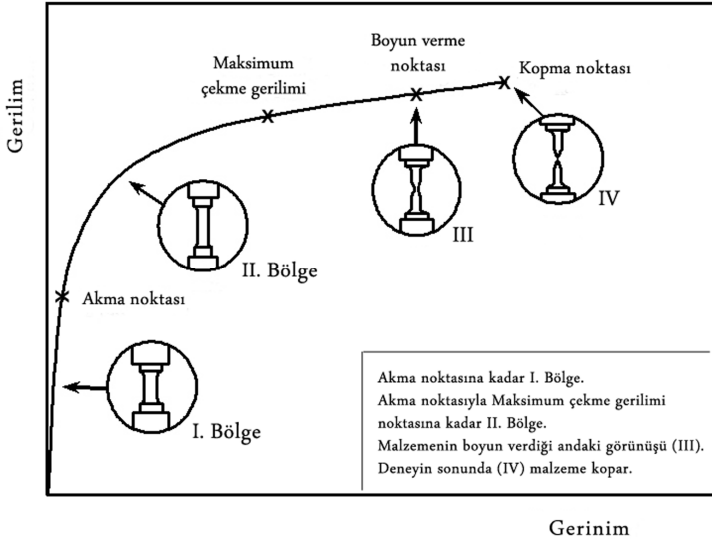 Gerilim
Maksimum
çekme gerilimi
Boyun verme
noktası
Kopma noktası
IV
III
II. Bölge
Akma noktası
I. Bölge
Akma noktasına kadar I. Bölge.
Akma noktasıyla Maksimum çekme gerilimi
noktasına kadar II. Bölge.
Malzemenin boyun verdiği andaki görünüşü (III).
Deneyin sonunda (IV) malzeme kopar.
Gerinim